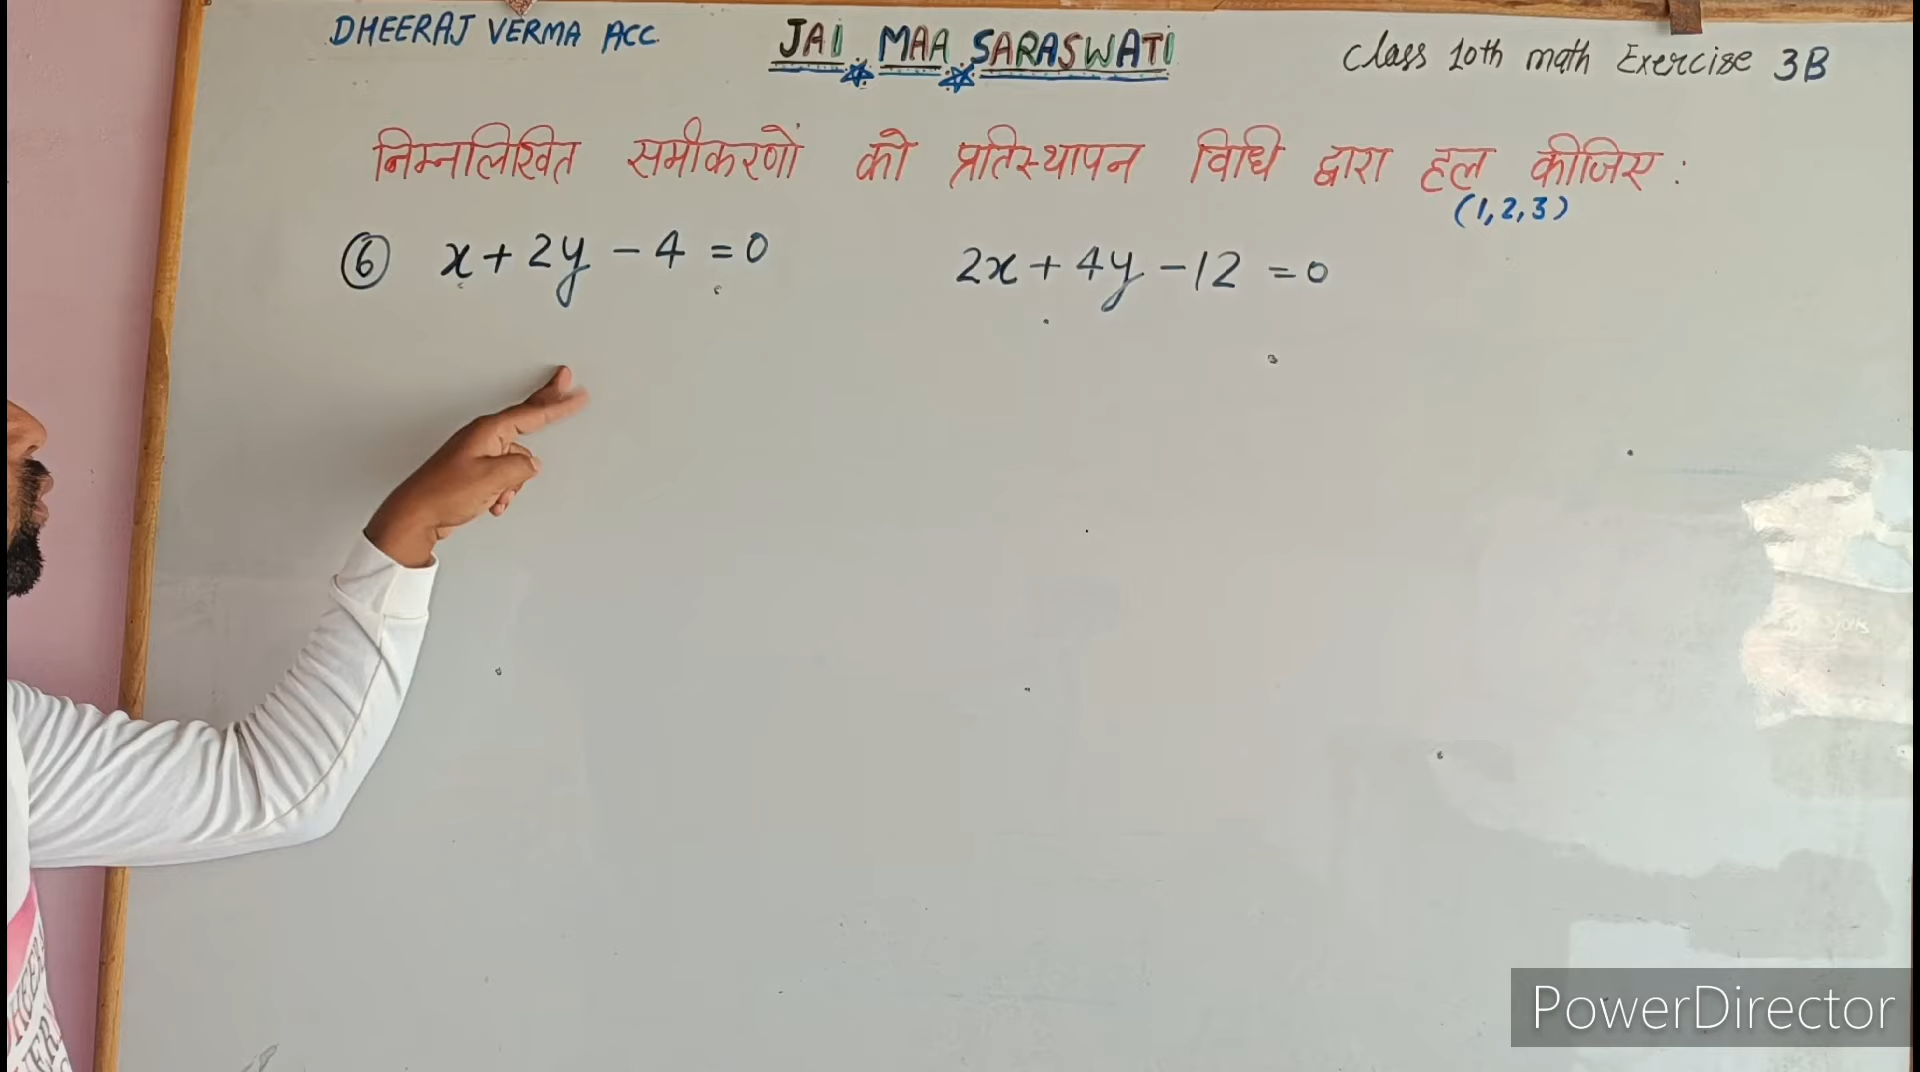 DHEERAJ VERMA ACC.
JAI MAA SARASWATI
Class 10th math Exercise 3B
निम्नलिखित समीकरणों को प्रतिस्थापन विधि द्वारा हल कीजिए :
(1,2,3)
⑥ x + 2y - 4 = 0 2x + 4y - 12 = 0
PowerDirector